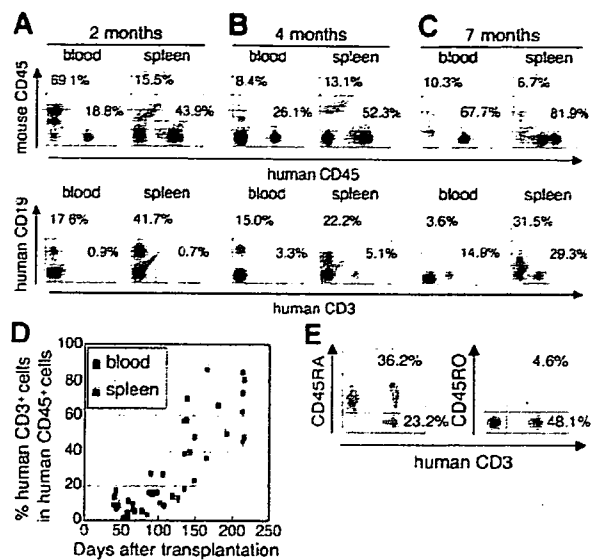 A 2 months B 4 months C 7 months
blood spleen blood spleen blood spleen
69.1% 15.5% 8.4% 13.1% 10.3% 6.7%
18.8% 43.9% 26.1% 52.3% 67.7% 81.9%
mouse CD45
human CD45
blood spleen blood spleen blood spleen
17.6% 41.7% 15.0% 22.2% 3.6% 31.5%
0.9% 0.7% 3.3% 5.1% 14.8% 29.3%
human CD19
human CD3
D
100
80
60
40
20
0
blood
spleen
% human CD3+ cells
in human CD45+ cells
0 50 100 150 200 250
Days after transplantation
E
36.2% 4.6%
23.2% 48.1%
CD45RA CD45RO
human CD3